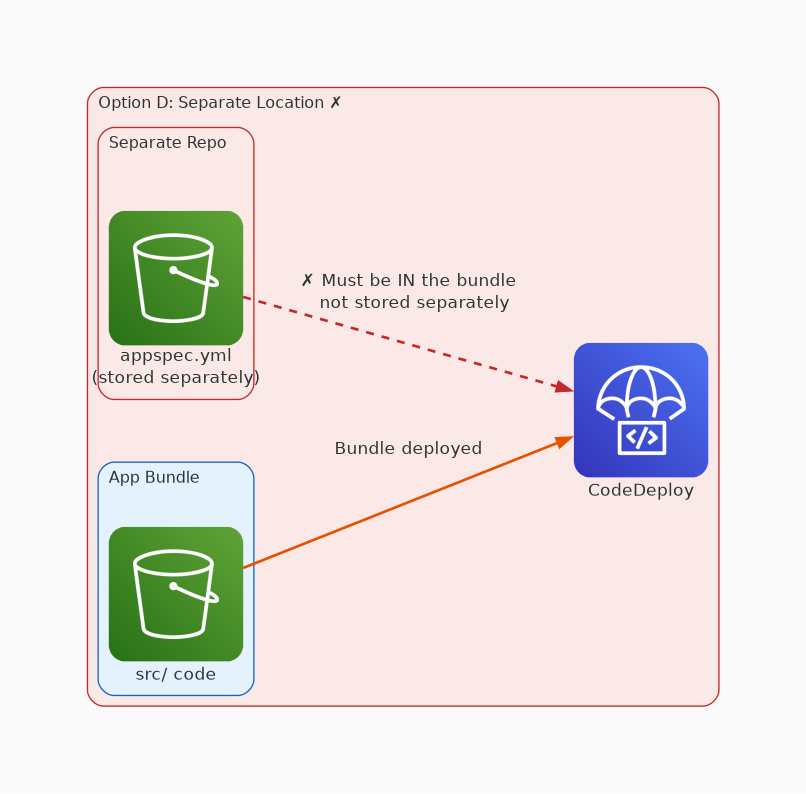 Option D: Separate Location ✗
Separate Repo
appspec.yml
(stored separately)
✗ Must be IN the bundle
not stored separately
Bundle deployed
CodeDeploy
App Bundle
src/ code